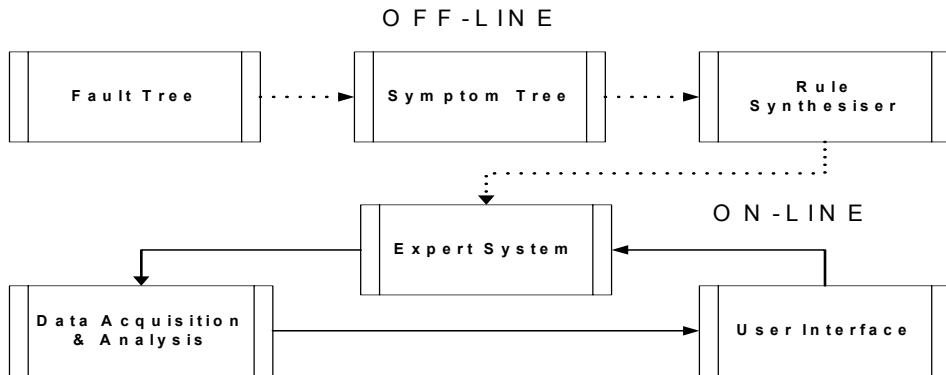 OFF-LINE
Fault Tree
Symptom Tree
Rule
Synthesiser
ON-LINE
Expert System
Data Acquisition
& Analysis
User Interface